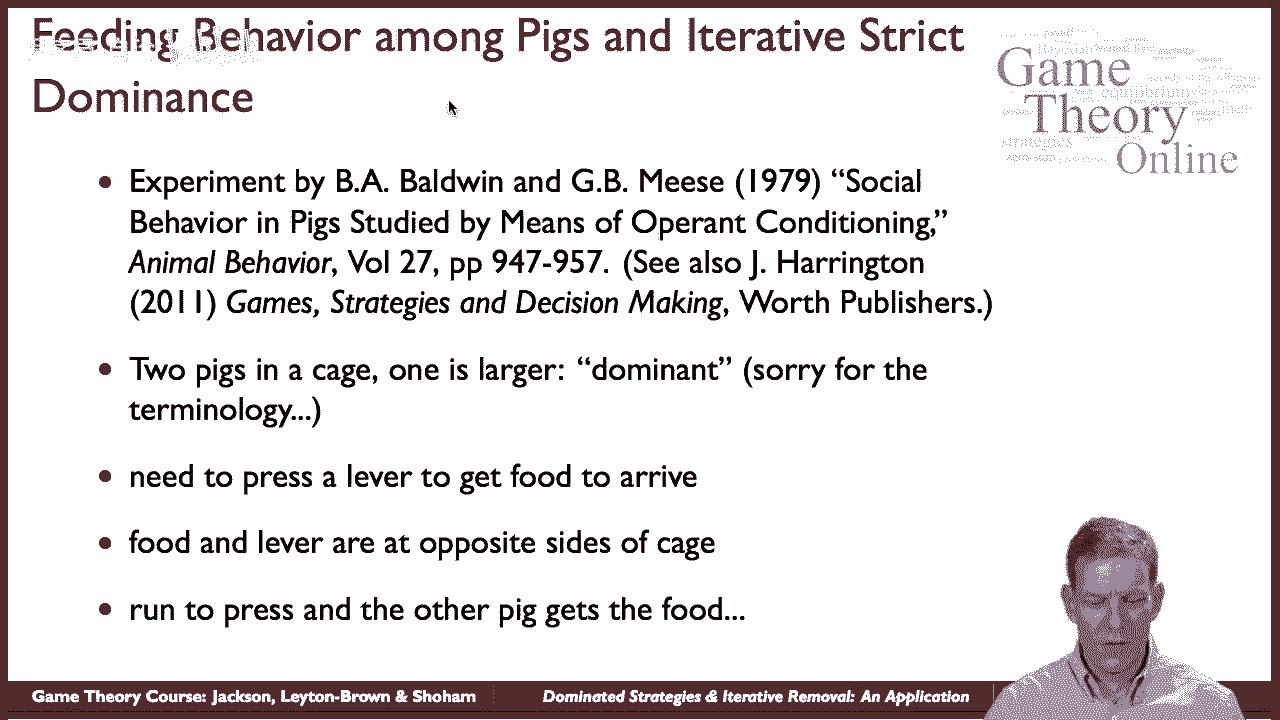 Feeding Behavior among Pigs and Iterative Strict
Dominance
Game
Theory
Online
strategies
• Experiment by B.A. Baldwin and G.B. Meese (1979) “Social
Behavior in Pigs Studied by Means of Operant Conditioning,”
Animal Behavior, Vol 27, pp 947-957. (See also J. Harrington
(2011) Games, Strategies and Decision Making, Worth Publishers.)
• Two pigs in a cage, one is larger: “dominant” (sorry for the
terminology...)
• need to press a lever to get food to arrive
• food and lever are at opposite sides of cage
• run to press and the other pig gets the food...
Game Theory Course: Jackson, Leyton-Brown & Shoham
Dominated Strategies & Iterative Removal: An Application